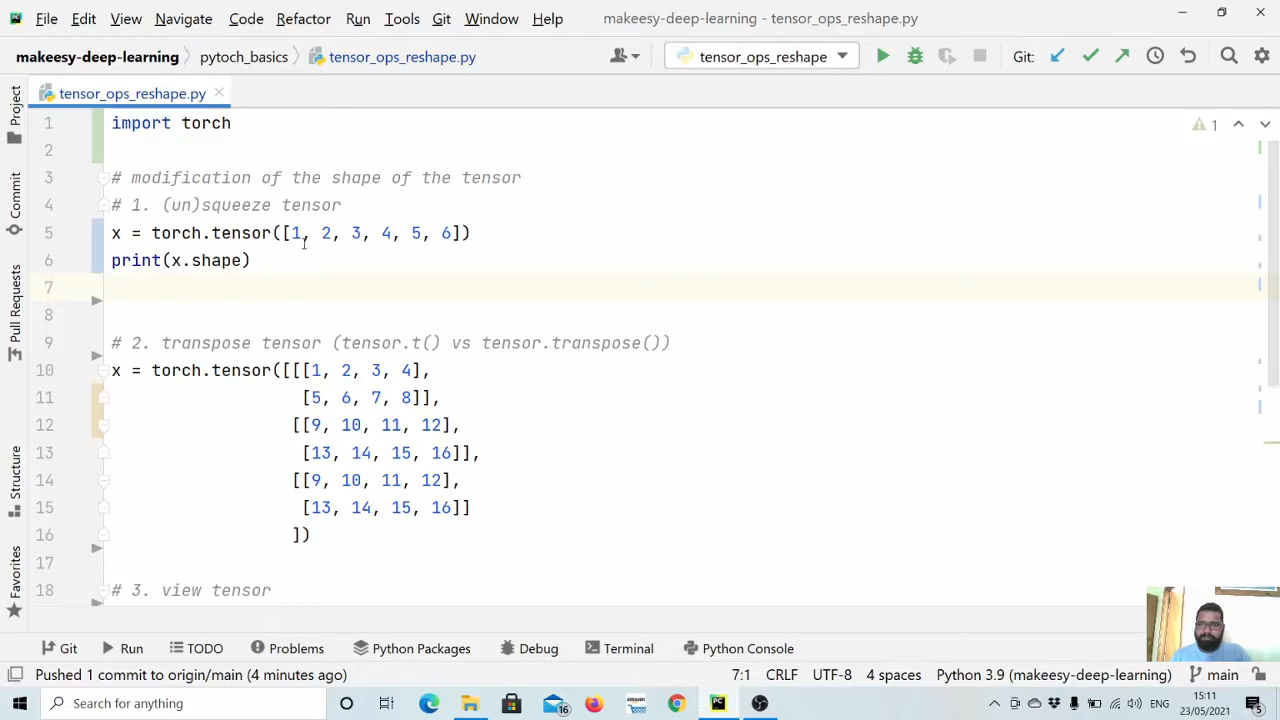 File Edit View Navigate Code Refactor Run Tools Git Window Help makeesy-deep-learning - tensor_ops_reshape.py
makeesy-deep-learning pytoch_basics tensor_ops_reshape.py tensor_ops_reshape Git:
tensor_ops_reshape.py
1 import torch
2
3 # modification of the shape of the tensor
4 # 1. (un)squeeze tensor
5 x = torch.tensor([1, 2, 3, 4, 5, 6])
6 print(x.shape)
7
8
9 # 2. transpose tensor (tensor.t() vs tensor.transpose())
10 x = torch.tensor([[[1, 2, 3, 4],
11 [5, 6, 7, 8]],
12 [[9, 10, 11, 12],
13 [13, 14, 15, 16]],
14 [[9, 10, 11, 12],
15 [13, 14, 15, 16]]
16 ])
17
18 # 3. view tensor
1
Project
Commit
Pull Requests
Structure
Favorites
Git Run TODO Problems Python Packages Debug Terminal Python Console
Pushed 1 commit to origin/main (4 minutes ago) 7:1 CRLF UTF-8 4 spaces Python 3.9 (makeesy-deep-learning) main
Type here to search
amazon
16
PC
15:11
23/05/2021
5